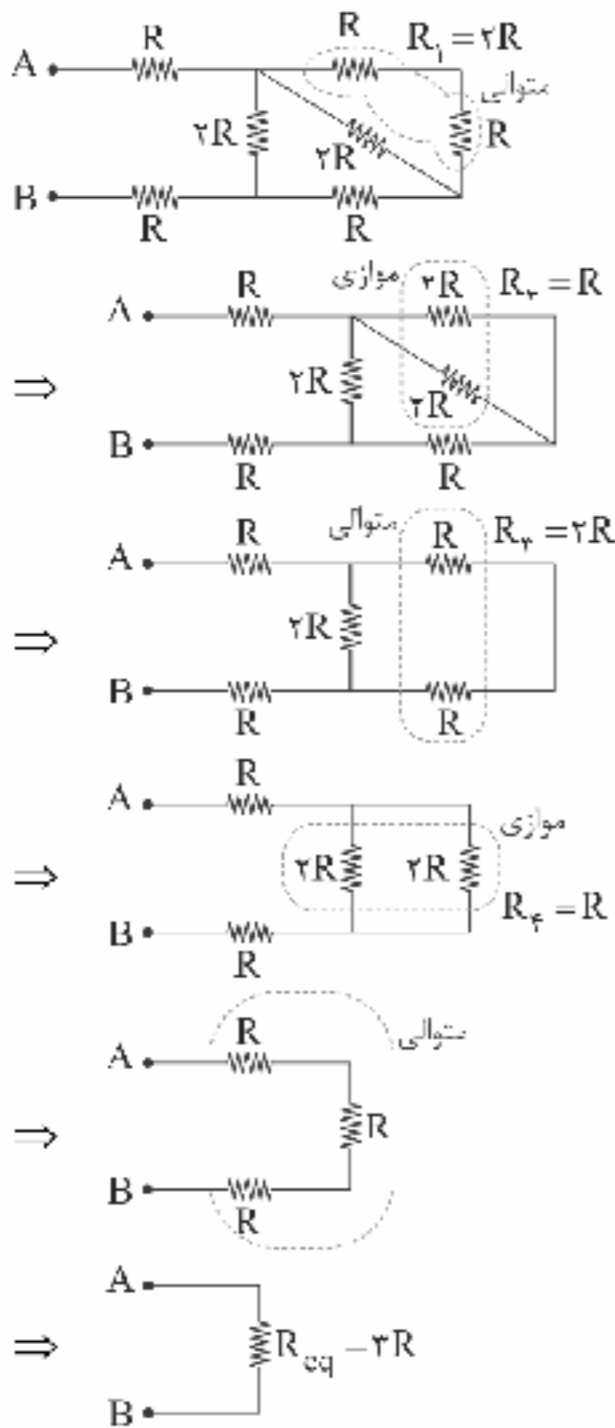 R R R₁ = ۲R
A
متوالی
۲R ۲R R
B
R R
R موازی ۲R R₂ = R
A
⇒ ۲R ۲R
B
R R
R متوالی R R₃ = ۲R
A
⇒ ۲R
B
R R
R
A موازی
⇒ ۲R ۲R
B R₄ = R
R
R متوالی
A
⇒ R
B
R
A
⇒ R_eq = ۳R
B